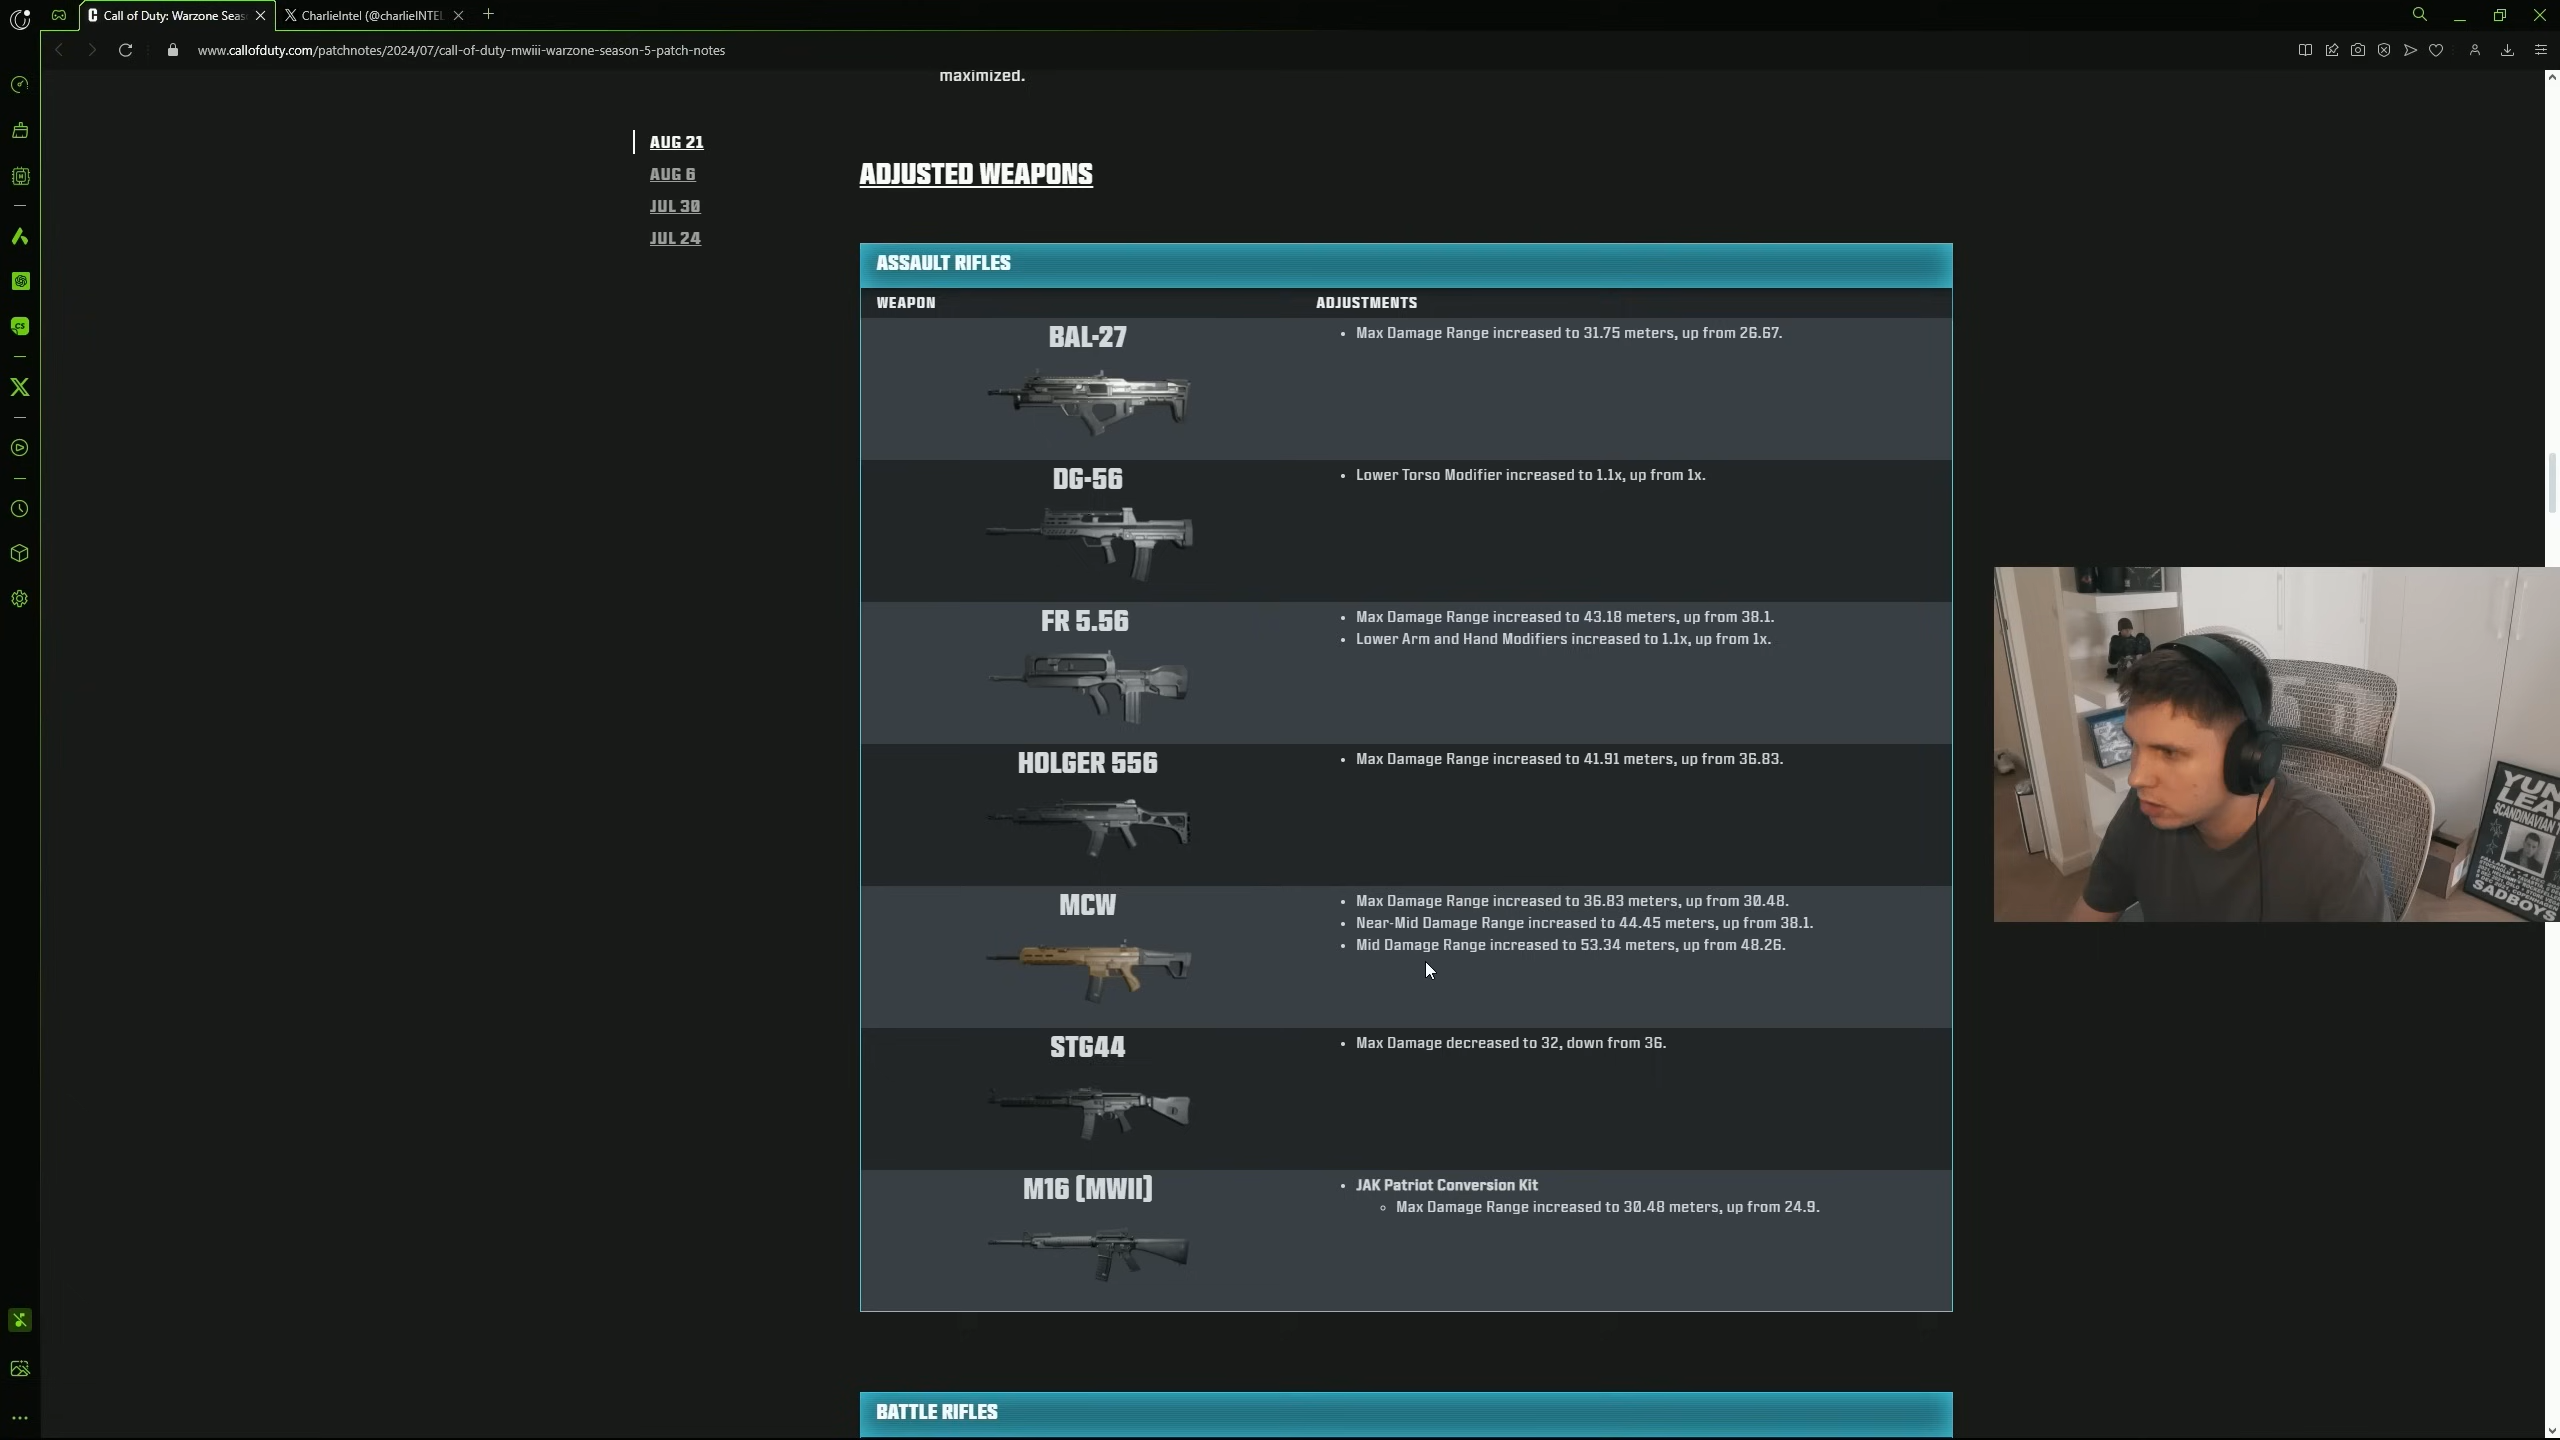 Call of Duty: Warzone Seas
CharlieIntel (@charlieINTEL
www.callofduty.com/patchnotes/2024/07/call-of-duty-mwiii-warzone-season-5-patch-notes
maximized.
AUG 21
AUG 6
JUL 30
JUL 24
ADJUSTED WEAPONS
ASSAULT RIFLES
WEAPON ADJUSTMENTS
BAL-27
• Max Damage Range increased to 31.75 meters, up from 26.67.
DG-56
• Lower Torso Modifier increased to 1.1x, up from 1x.
FR 5.56
• Max Damage Range increased to 43.18 meters, up from 38.1.
• Lower Arm and Hand Modifiers increased to 1.1x, up from 1x.
HOLGER 556
• Max Damage Range increased to 41.91 meters, up from 36.83.
MCW
• Max Damage Range increased to 36.83 meters, up from 30.48.
• Near-Mid Damage Range increased to 44.45 meters, up from 38.1.
• Mid Damage Range increased to 53.34 meters, up from 48.26.
STG44
• Max Damage decreased to 32, down from 36.
M16 (MWII)
• JAK Patriot Conversion Kit
◦ Max Damage Range increased to 30.48 meters, up from 24.9.
BATTLE RIFLES
YUN
LEA
SCANDINAVIAN
SADBOYS